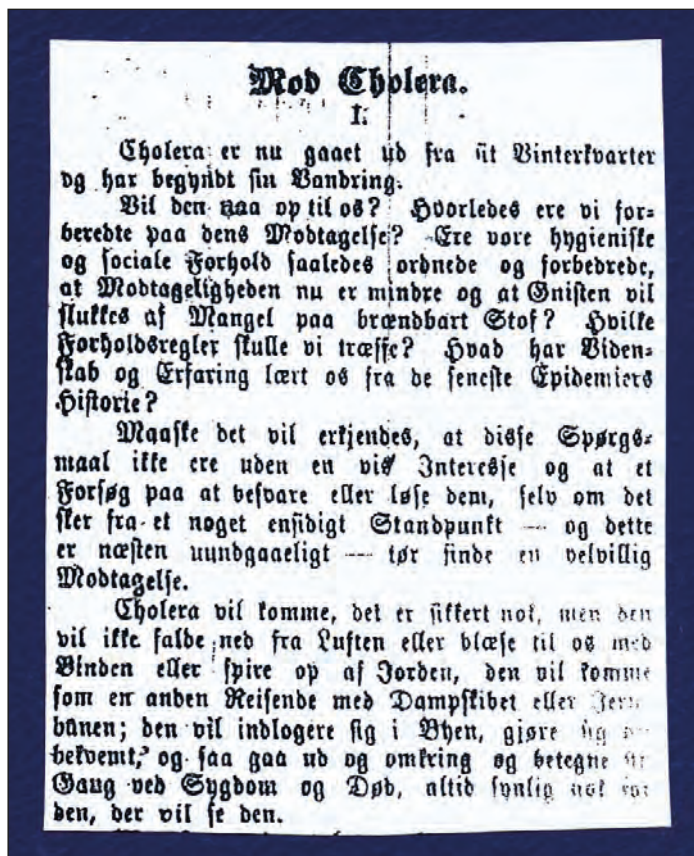 Mod Cholera.
I.
Cholera er nu gaaet ud fra sit Vinterkvarter
og har begyndt sin Vandring.
Vil den naa op til os? Hvorledes ere vi for=
beredte paa dens Modtagelse? Ere vore hygieniske
og sociale Forhold saaledes ordnede og forbedrede,
at Modtageligheden nu er mindre og at Gnisten vil
slukkes af Mangel paa brændbart Stof? Hvilke
Forholdsregler skulle vi træffe? Hvad har Viden=
skab og Erfaring lært os fra de seneste Epidemiers
Historie?
Maaske det vil erkjendes, at disse Spørgs=
maal ikke ere uden en vis Interesse og at et
Forsøg paa at besvare eller løse dem, selv om det
sker fra et noget ensidigt Standpunkt — og dette
er næsten uundgaaeligt — tør finde en velvillig
Modtagelse.
Cholera vil komme, det er sikkert nok, men den
vil ikke falde ned fra Luften eller blæse til os med
Vinden eller spire op af Jorden, den vil komme
som en anden Reisende med Dampskibet eller Jern
banen; den vil indlogere sig i Byen, gjøre sig
bekvemt, og saa gaa ud og omkring og betegne
Gang ved Sygdom og Død, altid synlig nok for
den, der vil se den.